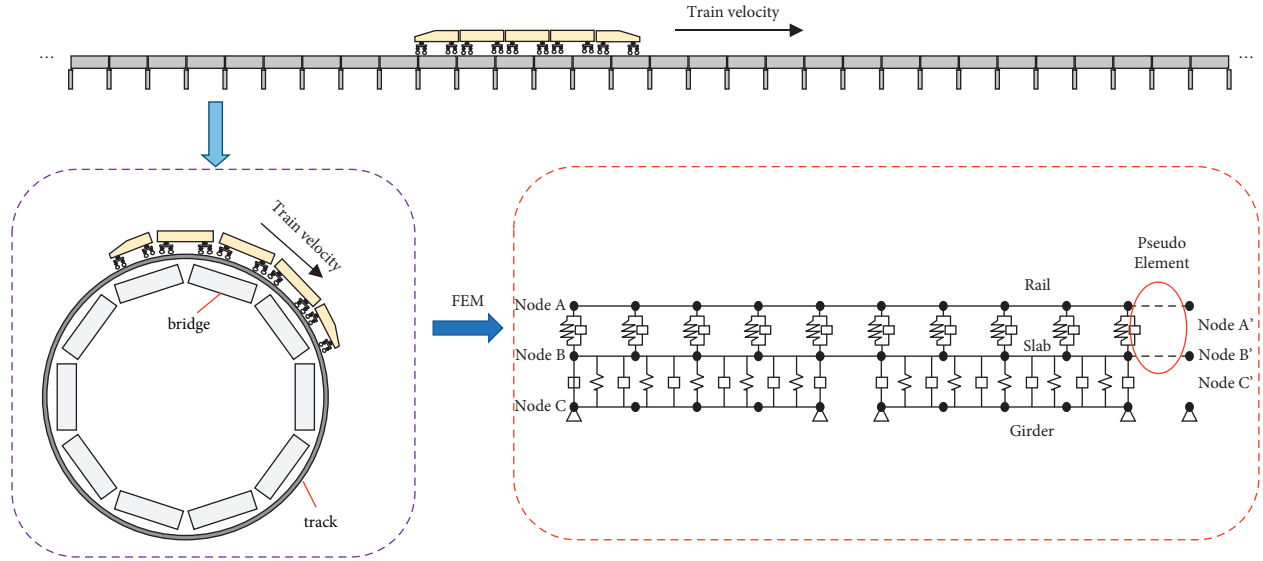 Train velocity
...
...
Train velocity
bridge
track
FEM
Pseudo
Element
Rail
Node A
Node A’
Slab
Node B
Node B’
Node C’
Node C
Girder